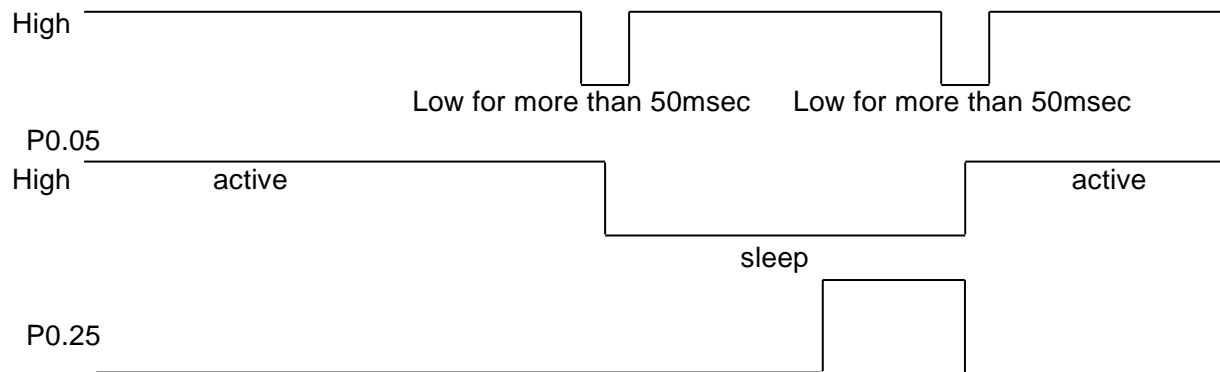 High
Low for more than 50msec Low for more than 50msec
P0.05
High active active
sleep
P0.25